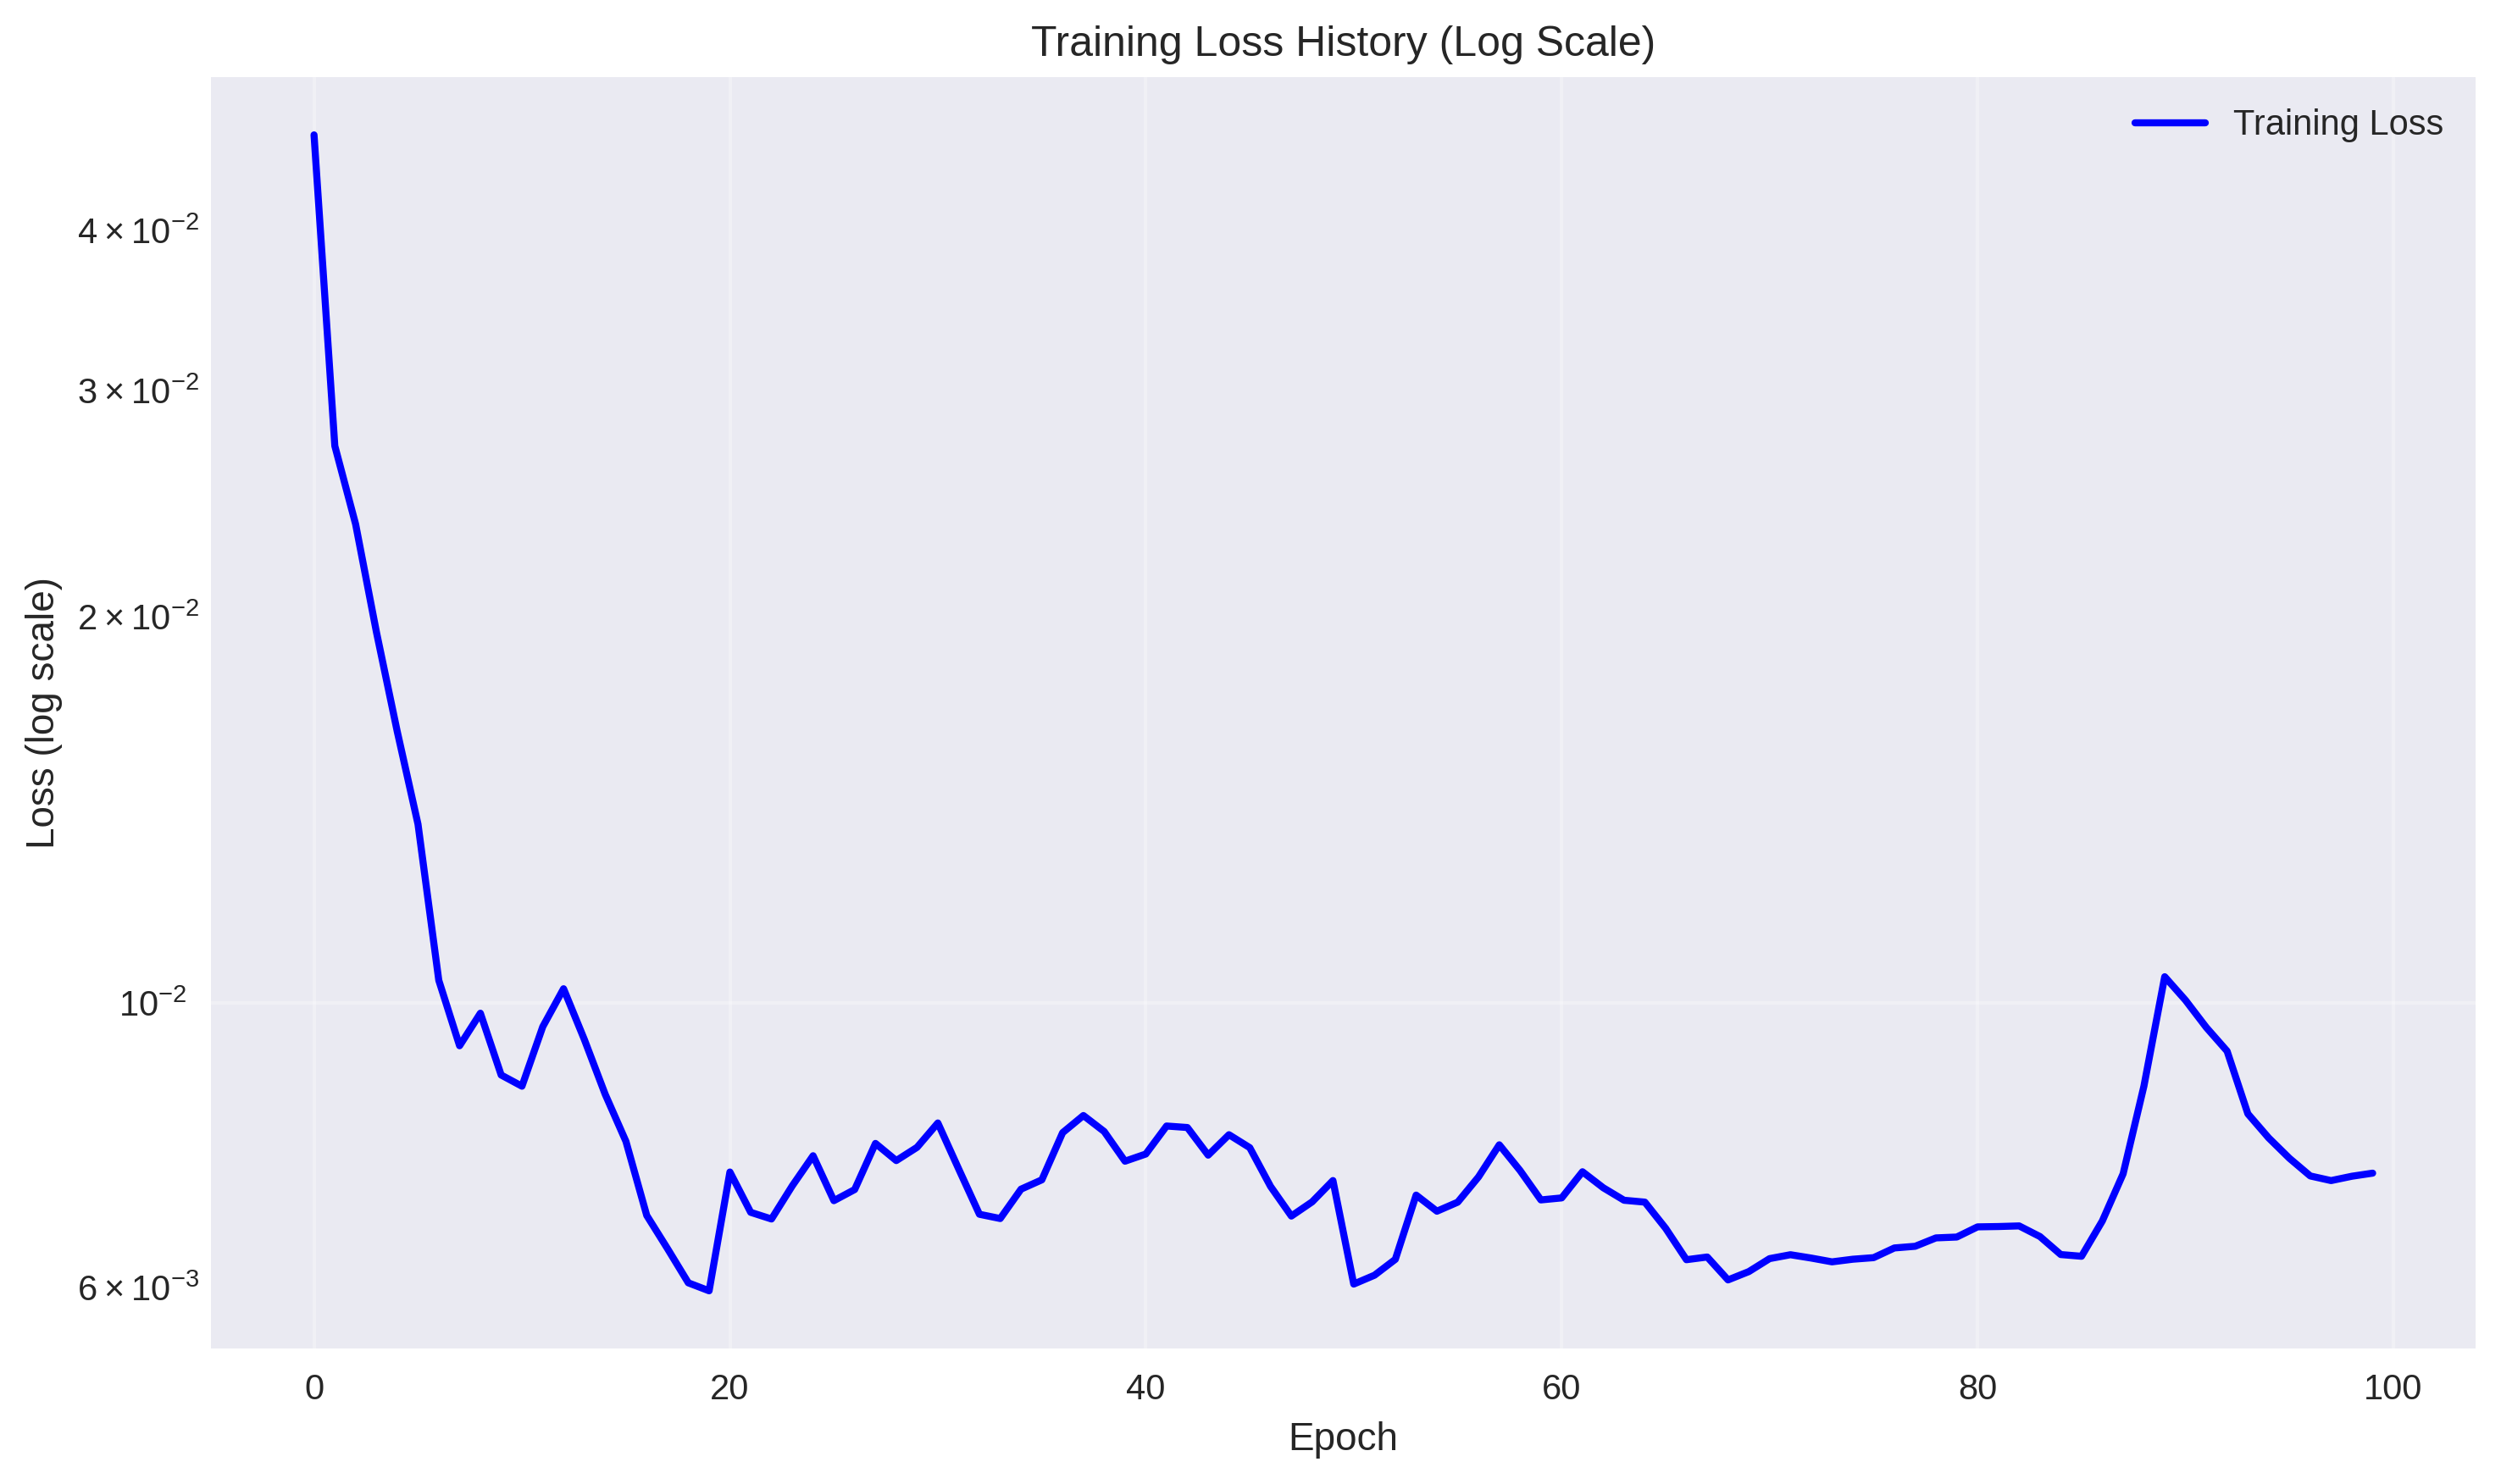 Training Loss History (Log Scale)
Training Loss
4 × 10⁻²
3 × 10⁻²
2 × 10⁻²
10⁻²
6 × 10⁻³
Loss (log scale)
0 20 40 60 80 100
Epoch